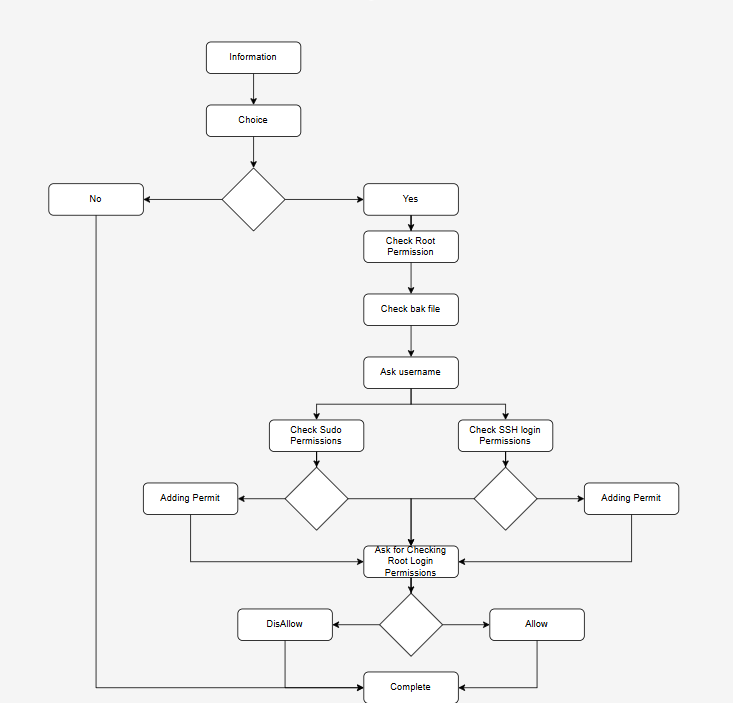 Information
Choice
No
Yes
Check Root
Permission
Check bak file
Ask username
Check Sudo
Permissions
Check SSH login
Permissions
Adding Permit
Adding Permit
Ask for Checking
Root Login
Permissions
DisAllow
Allow
Complete